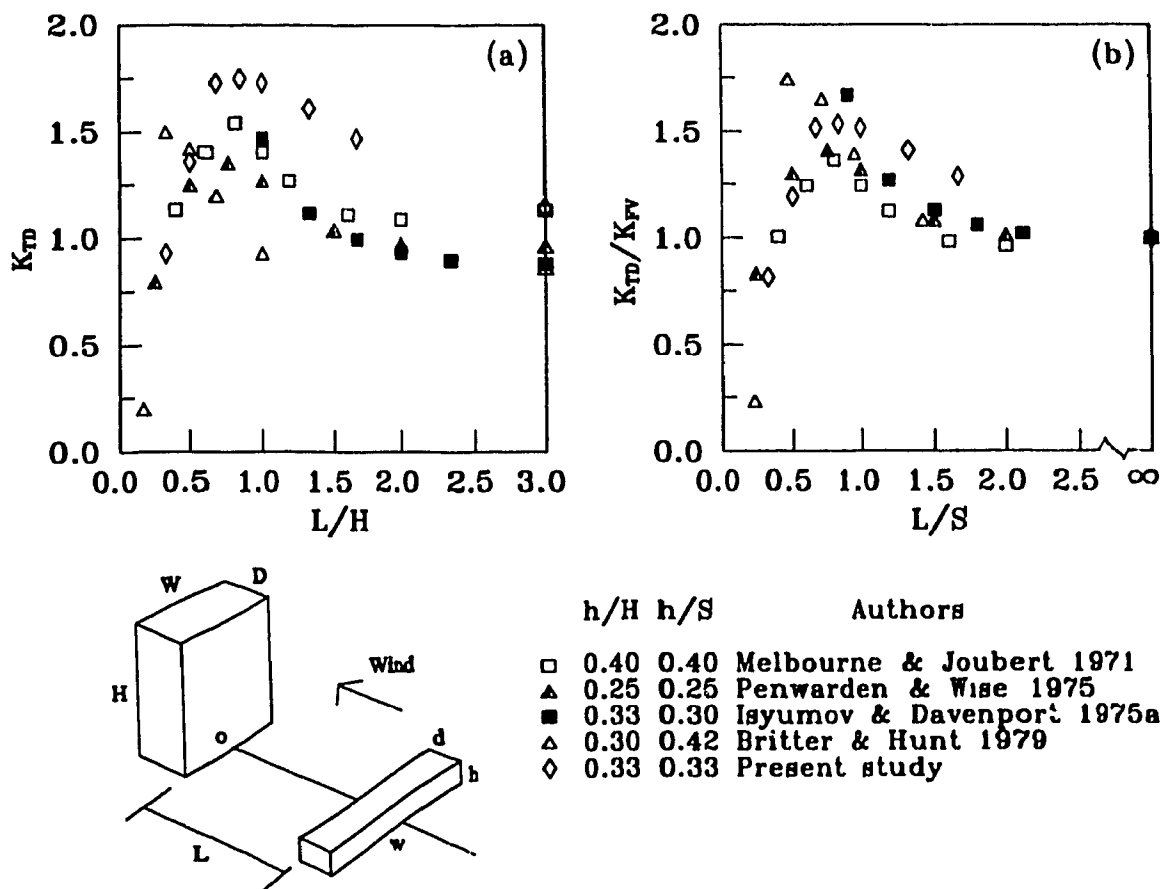 (a)
2.0
1.5
1.0
0.5
0.0
K_TD
0.0 0.5 1.0 1.5 2.0 2.5 3.0
L/H
(b)
2.0
1.5
1.0
0.5
0.0
K_TD/K_FV
0.0 0.5 1.0 1.5 2.0 2.5 ∞
L/S
W D
H
o
Wind
d
h
w
L
h/H h/S Authors
□ 0.40 0.40 Melbourne & Joubert 1971
▲ 0.25 0.25 Penwarden & Wise 1975
■ 0.33 0.30 Isyumov & Davenport 1975a
△ 0.30 0.42 Britter & Hunt 1979
◇ 0.33 0.33 Present study